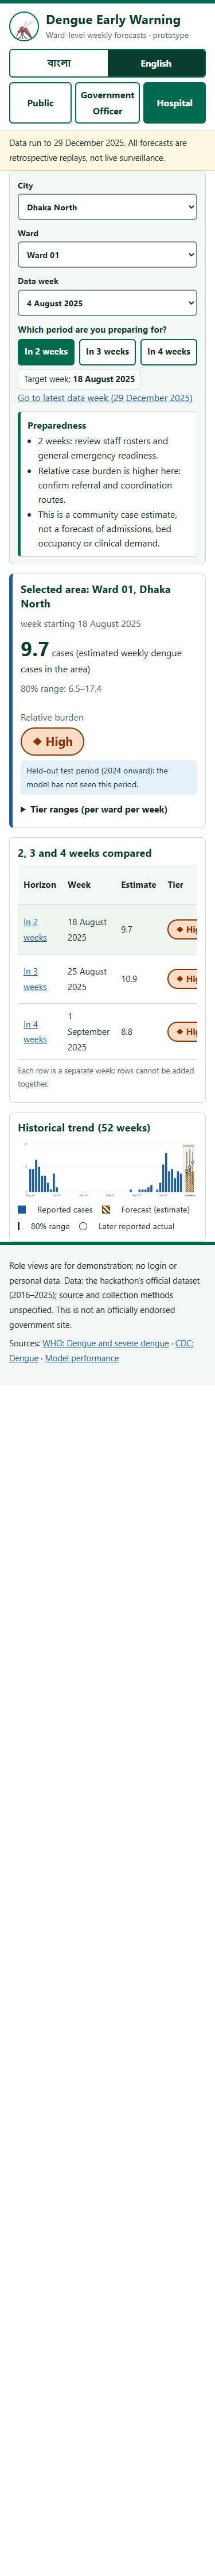 Dengue Early Warning
Ward-level weekly forecasts · prototype
বাংলা
English
Public
Government
Officer
Hospital
Data run to 29 December 2025. All forecasts are
retrospective replays, not live surveillance.
City
Dhaka North
Ward
Ward 01
Data week
4 August 2025
Which period are you preparing for?
In 2 weeks
In 3 weeks
In 4 weeks
Target week: 18 August 2025
Go to latest data week (29 December 2025)
Preparedness
• 2 weeks: review staff rosters and
general emergency readiness.
• Relative case burden is higher here:
confirm referral and coordination
routes.
• This is a community case estimate,
not a forecast of admissions, bed
occupancy or clinical demand.
Selected area: Ward 01, Dhaka
North
week starting 18 August 2025
9.7 cases (estimated weekly dengue
cases in the area)
80% range: 6.5–17.4
Relative burden
◆ High
Held-out test period (2024 onward): the
model has not seen this period.
▶ Tier ranges (per ward per week)
2, 3 and 4 weeks compared
Horizon Week Estimate Tier
In 2
weeks
18 August
2025
9.7
◆ Hig
In 3
weeks
25 August
2025
10.9
◆ Hig
In 4
weeks
1
September
2025
8.8
◆ Hig
Each row is a separate week; rows cannot be added
together.
Historical trend (52 weeks)
Reported cases
Forecast (estimate)
80% range
Later reported actual
Role views are for demonstration; no login or
personal data. Data: the hackathon's official dataset
(2016–2025); source and collection methods
unspecified. This is not an officially endorsed
government site.
Sources: WHO: Dengue and severe dengue · CDC:
Dengue · Model performance